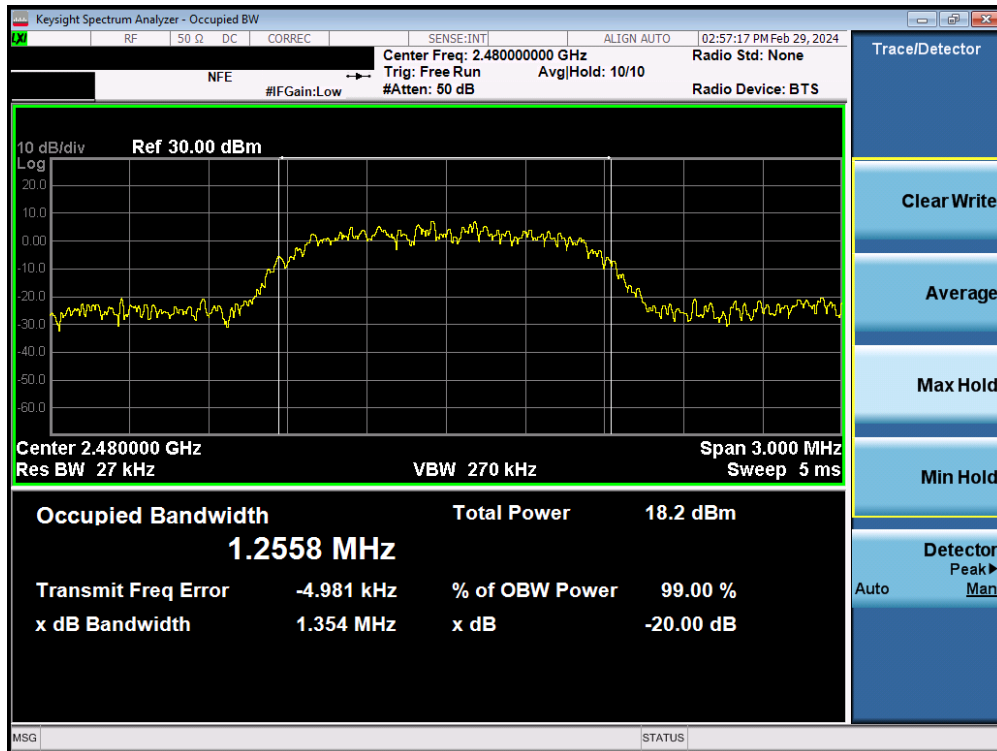 Keysight Spectrum Analyzer - Occupied BW
LXI RF 50 Ω DC CORREC SENSE:INT ALIGN AUTO 02:57:17 PM Feb 29, 2024
Center Freq: 2.480000000 GHz Radio Std: None
NFE Trig: Free Run Avg|Hold: 10/10
#IFGain:Low #Atten: 50 dB Radio Device: BTS
Trace/Detector
10 dB/div Ref 30.00 dBm
Log
20.0
10.0
0.00
-10.0
-20.0
-30.0
-40.0
-50.0
-60.0
Center 2.480000 GHz Span 3.000 MHz
Res BW 27 kHz VBW 270 kHz Sweep 5 ms
Occupied Bandwidth Total Power 18.2 dBm
1.2558 MHz
Transmit Freq Error -4.981 kHz % of OBW Power 99.00 %
x dB Bandwidth 1.354 MHz x dB -20.00 dB
Clear Write
Average
Max Hold
Min Hold
Detector
Peak▶
Auto Man
MSG STATUS